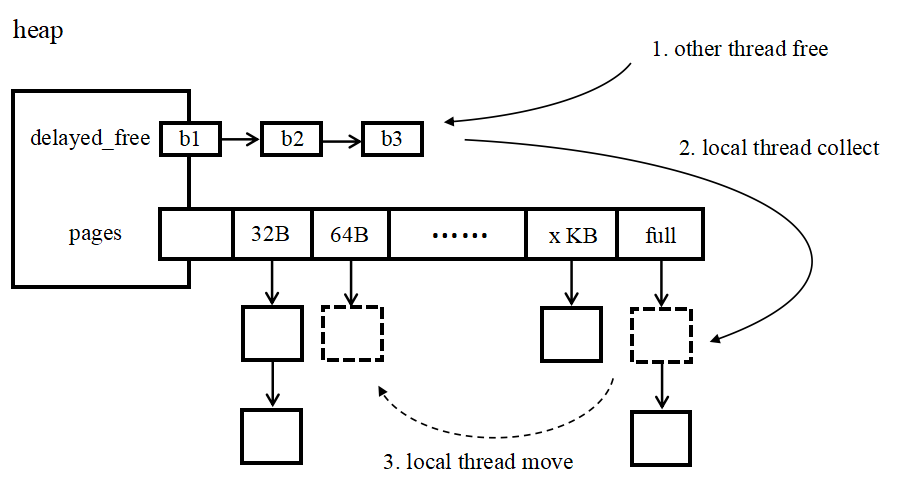 heap
1. other thread free
delayed_free b1 b2 b3
2. local thread collect
pages 32B 64B …… x KB full
3. local thread move